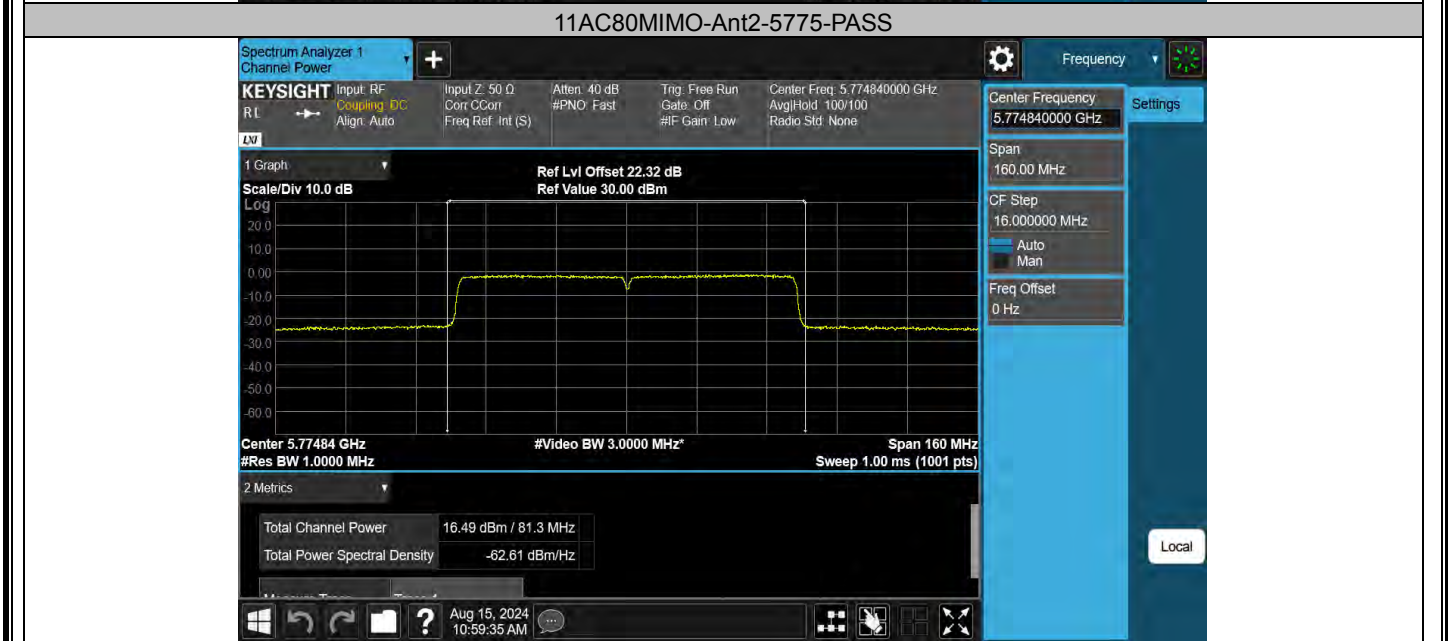 11AC80MIMO-Ant2-5775-PASS
Spectrum Analyzer 1
Channel Power
+
Frequency
KEYSIGHT
RL
LXI
Input: RF
Coupling: DC
Align: Auto
Input Z: 50 Ω
Corr CCorr
Freq Ref: Int (S)
Atten: 40 dB
#PNO: Fast
Trig: Free Run
Gate: Off
#IF Gain: Low
Center Freq: 5.774840000 GHz
Avg|Hold: 100/100
Radio Std: None
Center Frequency
5.774840000 GHz
Settings
Span
160.00 MHz
CF Step
16.000000 MHz
Auto
Man
Freq Offset
0 Hz
1 Graph
Scale/Div 10.0 dB
Ref Lvl Offset 22.32 dB
Ref Value 30.00 dBm
Log
20.0
10.0
0.00
-10.0
-20.0
-30.0
-40.0
-50.0
-60.0
Center 5.77484 GHz
#Video BW 3.0000 MHz*
Span 160 MHz
#Res BW 1.0000 MHz
Sweep 1.00 ms (1001 pts)
2 Metrics
Total Channel Power 16.49 dBm / 81.3 MHz
Total Power Spectral Density -62.61 dBm/Hz
Local
?
Aug 15, 2024
10:59:35 AM